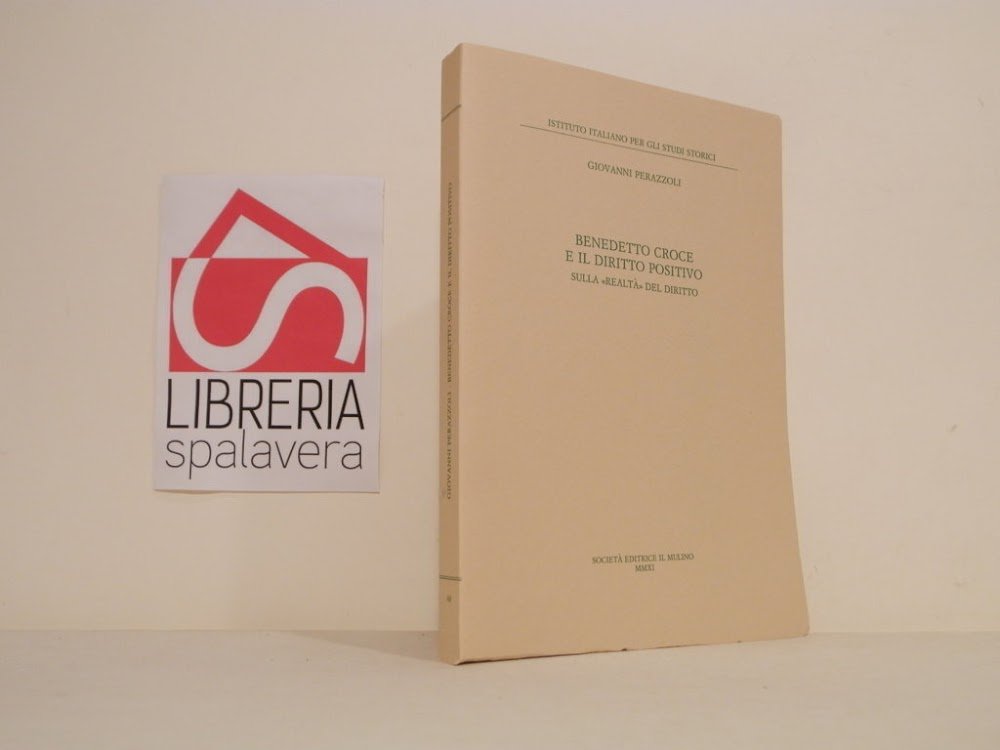 LIBRERIA
spalavera
GIOVANNI PERAZZOLI BENEDETTO CROCE E IL DIRITTO POSITIVO
ISTITUTO ITALIANO PER GLI STUDI STORICI
GIOVANNI PERAZZOLI
BENEDETTO CROCE
E IL DIRITTO POSITIVO
SULLA «REALTÀ» DEL DIRITTO
SOCIETÀ EDITRICE IL MULINO
MMXI